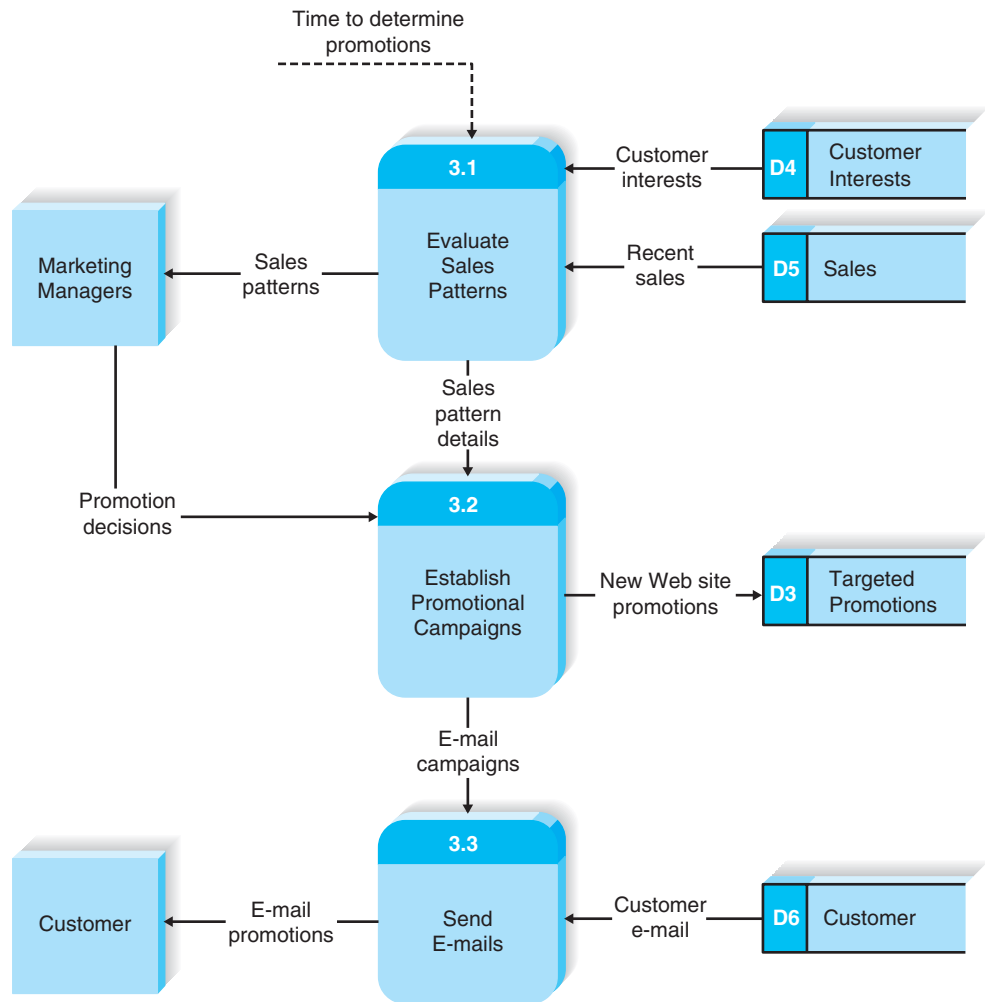 Time to determine
promotions
3.1
Evaluate
Sales
Patterns
Customer
interests
D4
Customer
Interests
Recent
sales
D5
Sales
Sales
patterns
Marketing
Managers
Sales
pattern
details
Promotion
decisions
3.2
Establish
Promotional
Campaigns
New Web site
promotions
D3
Targeted
Promotions
E-mail
campaigns
3.3
Send
E-mails
E-mail
promotions
Customer
Customer
e-mail
D6
Customer